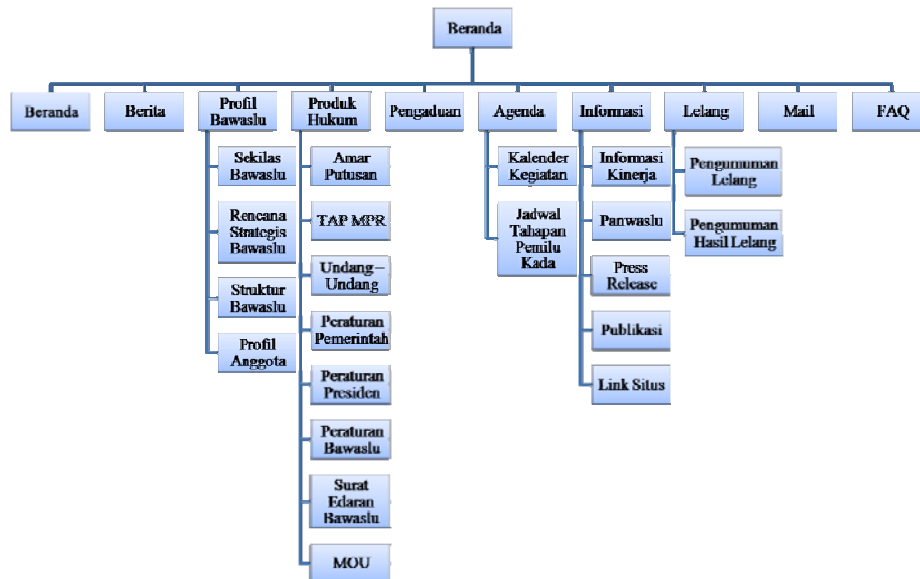 Beranda
Beranda
Berita
Profil
Bawaslu
Produk
Hukum
Pengaduan
Agenda
Informasi
Lelang
Mail
FAQ
Sekilas
Bawaslu
Rencana
Strategis
Bawaslu
Struktur
Bawaslu
Profil
Anggota
Amar
Putusan
TAP MPR
Undang–
Undang
Peraturan
Pemerintah
Peraturan
Presiden
Peraturan
Bawaslu
Surat
Edaran
Bawaslu
MOU
Kalender
Kegiatan
Jadwal
Tahapan
Pemilu
Kada
Informasi
Kinerja
Panwaslu
Press
Release
Publikasi
Link Situs
Pengumuman
Lelang
Pengumuman
Hasil Lelang